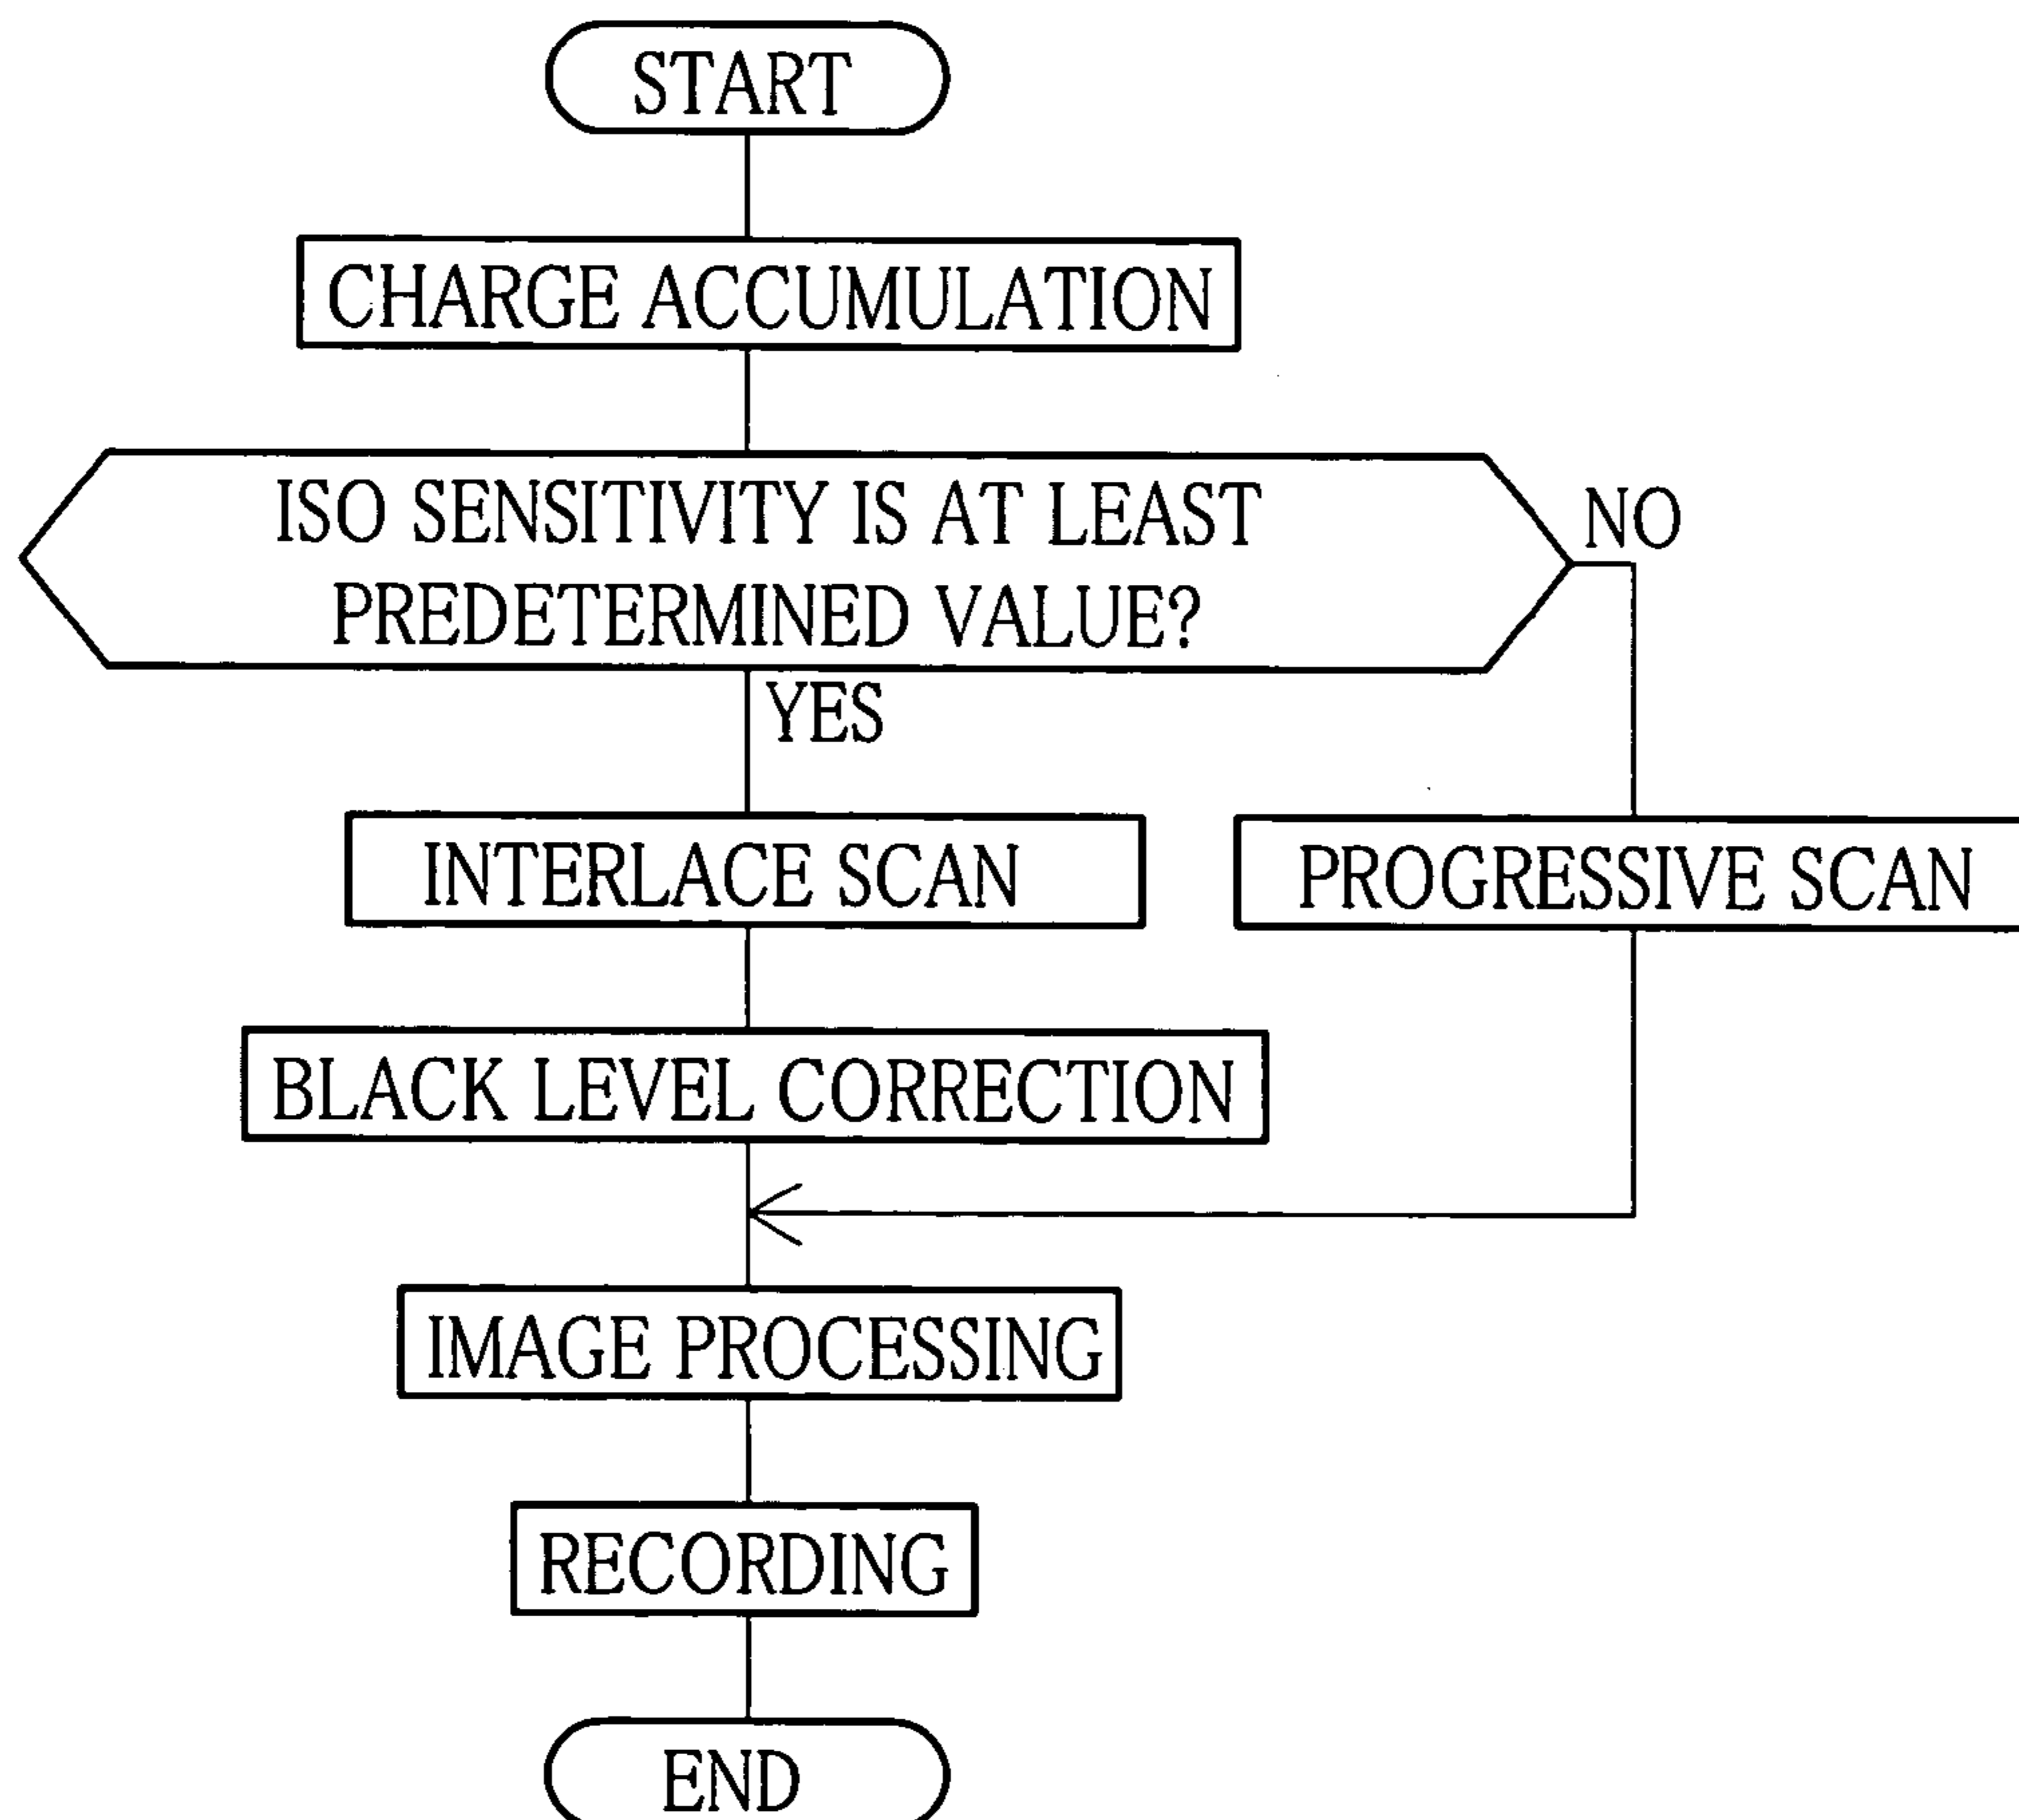 START
CHARGE ACCUMULATION
ISO SENSITIVITY IS AT LEAST
PREDETERMINED VALUE?
NO
YES
INTERLACE SCAN
PROGRESSIVE SCAN
BLACK LEVEL CORRECTION
IMAGE PROCESSING
RECORDING
END